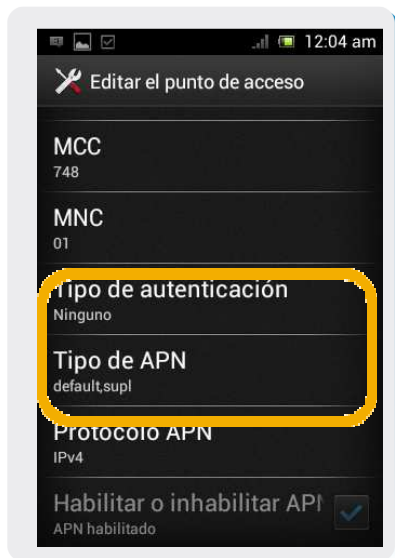 12:04 am
Editar el punto de acceso
MCC
748
MNC
01
Tipo de autenticación
Ninguno
Tipo de APN
default,supl
Protocolo APN
IPv4
Habilitar o inhabilitar APN
APN habilitado